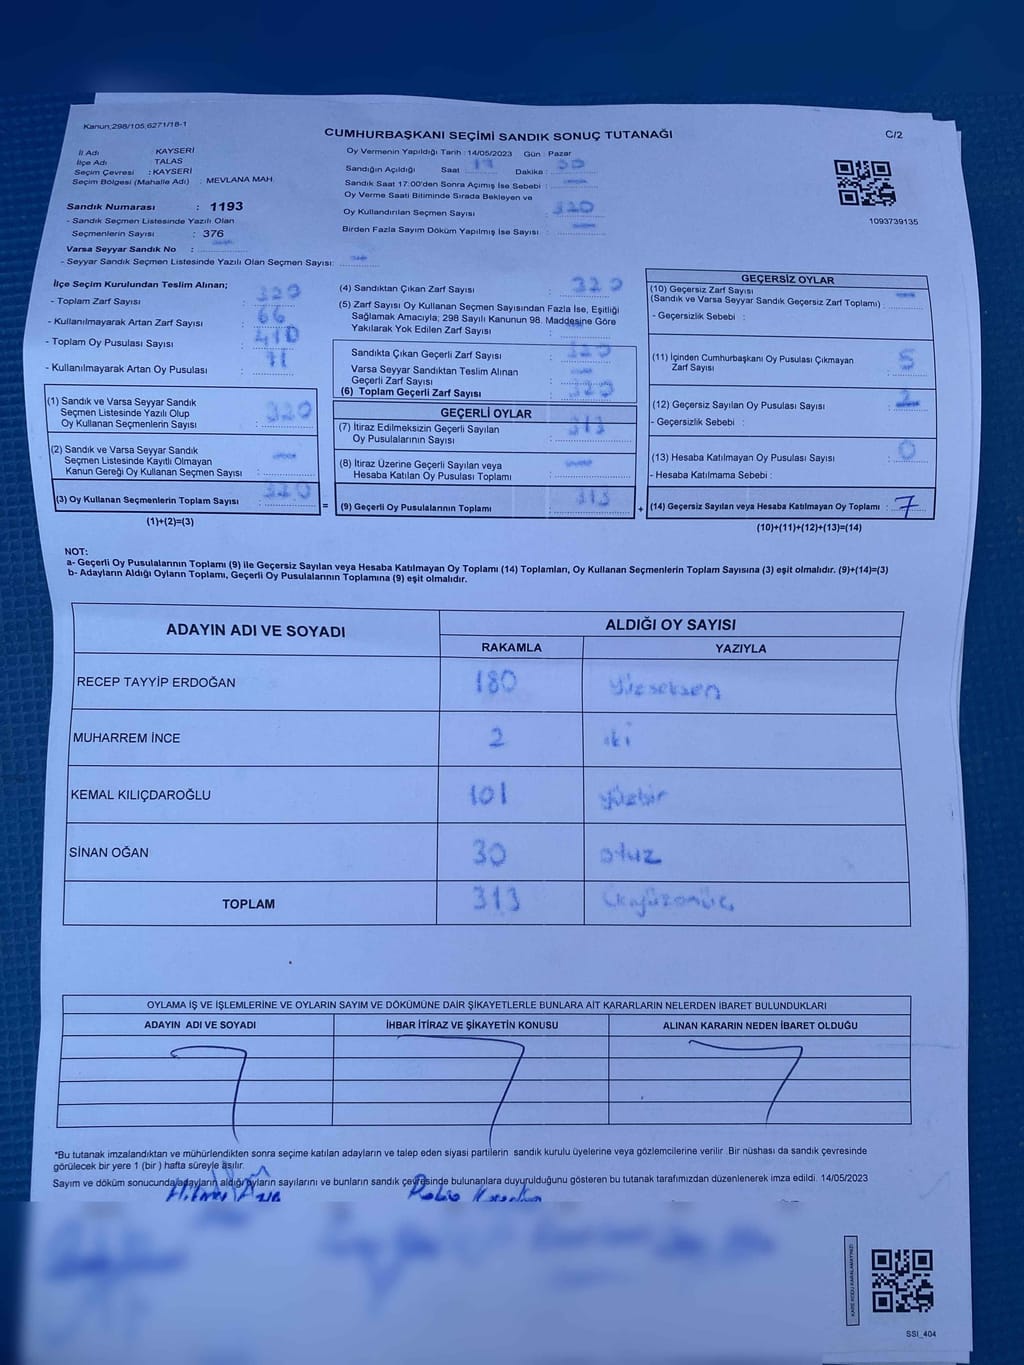 Kanun;298/105;6271/18-1
CUMHURBAŞKANI SEÇİMİ SANDIK SONUÇ TUTANAĞI
C/2
İl Adı KAYSERİ
İlçe Adı TALAS
Seçim Çevresi : KAYSERİ
Seçim Bölgesi (Mahalle Adı) : MEVLANA MAH.
Sandık Numarası : 1193
- Sandık Seçmen Listesinde Yazılı Olan
Seçmenlerin Sayısı : 376
Varsa Seyyar Sandık No :
- Seyyar Sandık Seçmen Listesinde Yazılı Olan Seçmen Sayısı:
Oy Vermenin Yapıldığı Tarih : 14/05/2023 Gün : Pazar
Sandığın Açıldığı Saat : 17 Dakika :
Sandık Saat 17:00'den Sonra Açımış İse Sebebi :
Oy Verme Saati Bitiminde Sırada Bekleyen ve
Oy Kullandırılan Seçmen Sayısı : 320
Birden Fazla Sayım Döküm Yapılmış İse Sayısı :
1093739135
İlçe Seçim Kurulundan Teslim Alınan;
- Toplam Zarf Sayısı : 320
- Kullanılmayarak Artan Zarf Sayısı : 66
- Toplam Oy Pusulası Sayısı : 410
- Kullanılmayarak Artan Oy Pusulası : 71
(1) Sandık ve Varsa Seyyar Sandık
Seçmen Listesinde Yazılı Olup
Oy Kullanan Seçmenlerin Sayısı : 320
(2) Sandık ve Varsa Seyyar Sandık
Seçmen Listesinde Kayıtlı Olmayan
Kanun Gereği Oy Kullanan Seçmen Sayısı :
(3) Oy Kullanan Seçmenlerin Toplam Sayısı : 320
(1)+(2)=(3)
=
(4) Sandıktan Çıkan Zarf Sayısı : 320
(5) Zarf Sayısı Oy Kullanan Seçmen Sayısından Fazla İse, Eşitliği
Sağlamak Amacıyla; 298 Sayılı Kanunun 98. Maddesine Göre
Yakılarak Yok Edilen Zarf Sayısı :
Sandıkta Çıkan Geçerli Zarf Sayısı : 320
Varsa Seyyar Sandıktan Teslim Alınan
Geçerli Zarf Sayısı :
(6) Toplam Geçerli Zarf Sayısı : 320
GEÇERLİ OYLAR
(7) İtiraz Edilmeksizin Geçerli Sayılan
Oy Pusulalarının Sayısı : 313
(8) İtiraz Üzerine Geçerli Sayılan veya
Hesaba Katılan Oy Pusulası Toplamı :
(9) Geçerli Oy Pusulalarının Toplamı : 313
+
GEÇERSİZ OYLAR
(10) Geçersiz Zarf Sayısı
(Sandık ve Varsa Seyyar Sandık Geçersiz Zarf Toplamı) :
- Geçersizlik Sebebi :
(11) İçinden Cumhurbaşkanı Oy Pusulası Çıkmayan
Zarf Sayısı : 5
(12) Geçersiz Sayılan Oy Pusulası Sayısı : 2
- Geçersizlik Sebebi :
(13) Hesaba Katılmayan Oy Pusulası Sayısı : 0
- Hesaba Katılmama Sebebi :
(14) Geçersiz Sayılan veya Hesaba Katılmayan Oy Toplamı : 7
(10)+(11)+(12)+(13)=(14)
NOT:
a- Geçerli Oy Pusulalarının Toplamı (9) ile Geçersiz Sayılan veya Hesaba Katılmayan Oy Toplamı (14) Toplamları, Oy Kullanan Seçmenlerin Toplam Sayısına (3) eşit olmalıdır. (9)+(14)=(3)
b- Adayların Aldığı Oyların Toplamı, Geçerli Oy Pusulalarının Toplamına (9) eşit olmalıdır.
ADAYIN ADI VE SOYADI ALDIĞI OY SAYISI
RAKAMLA YAZIYLA
RECEP TAYYİP ERDOĞAN 180 Yüzseksen
MUHARREM İNCE 2 iki
KEMAL KILIÇDAROĞLU 101 yüzbir
SİNAN OĞAN 30 otuz
TOPLAM 313 üçyüzonüç
OYLAMA İŞ VE İŞLEMLERİNE VE OYLARIN SAYIM VE DÖKÜMÜNE DAİR ŞİKAYETLERLE BUNLARA AİT KARARLARIN NELERDEN İBARET BULUNDUKLARI
ADAYIN ADI VE SOYADI İHBAR İTİRAZ VE ŞİKAYETİN KONUSU ALINAN KARARIN NEDEN İBARET OLDUĞU
*Bu tutanak imzalandıktan ve mühürlendikten sonra seçime katılan adayların ve talep eden siyasi partilerin sandık kurulu üyelerine veya gözlemcilerine verilir. Bir nüshası da sandık çevresinde
görülecek bir yere 1 (bir ) hafta süreyle asılır.
Sayım ve döküm sonucunda adayların aldığı oyların sayılarını ve bunların sandık çevresinde bulunanlara duyurulduğunu gösteren bu tutanak tarafımızdan düzenlenerek imza edildi. 14/05/2023
KARE KODU KARALAMAYINIZ!
SSI_404